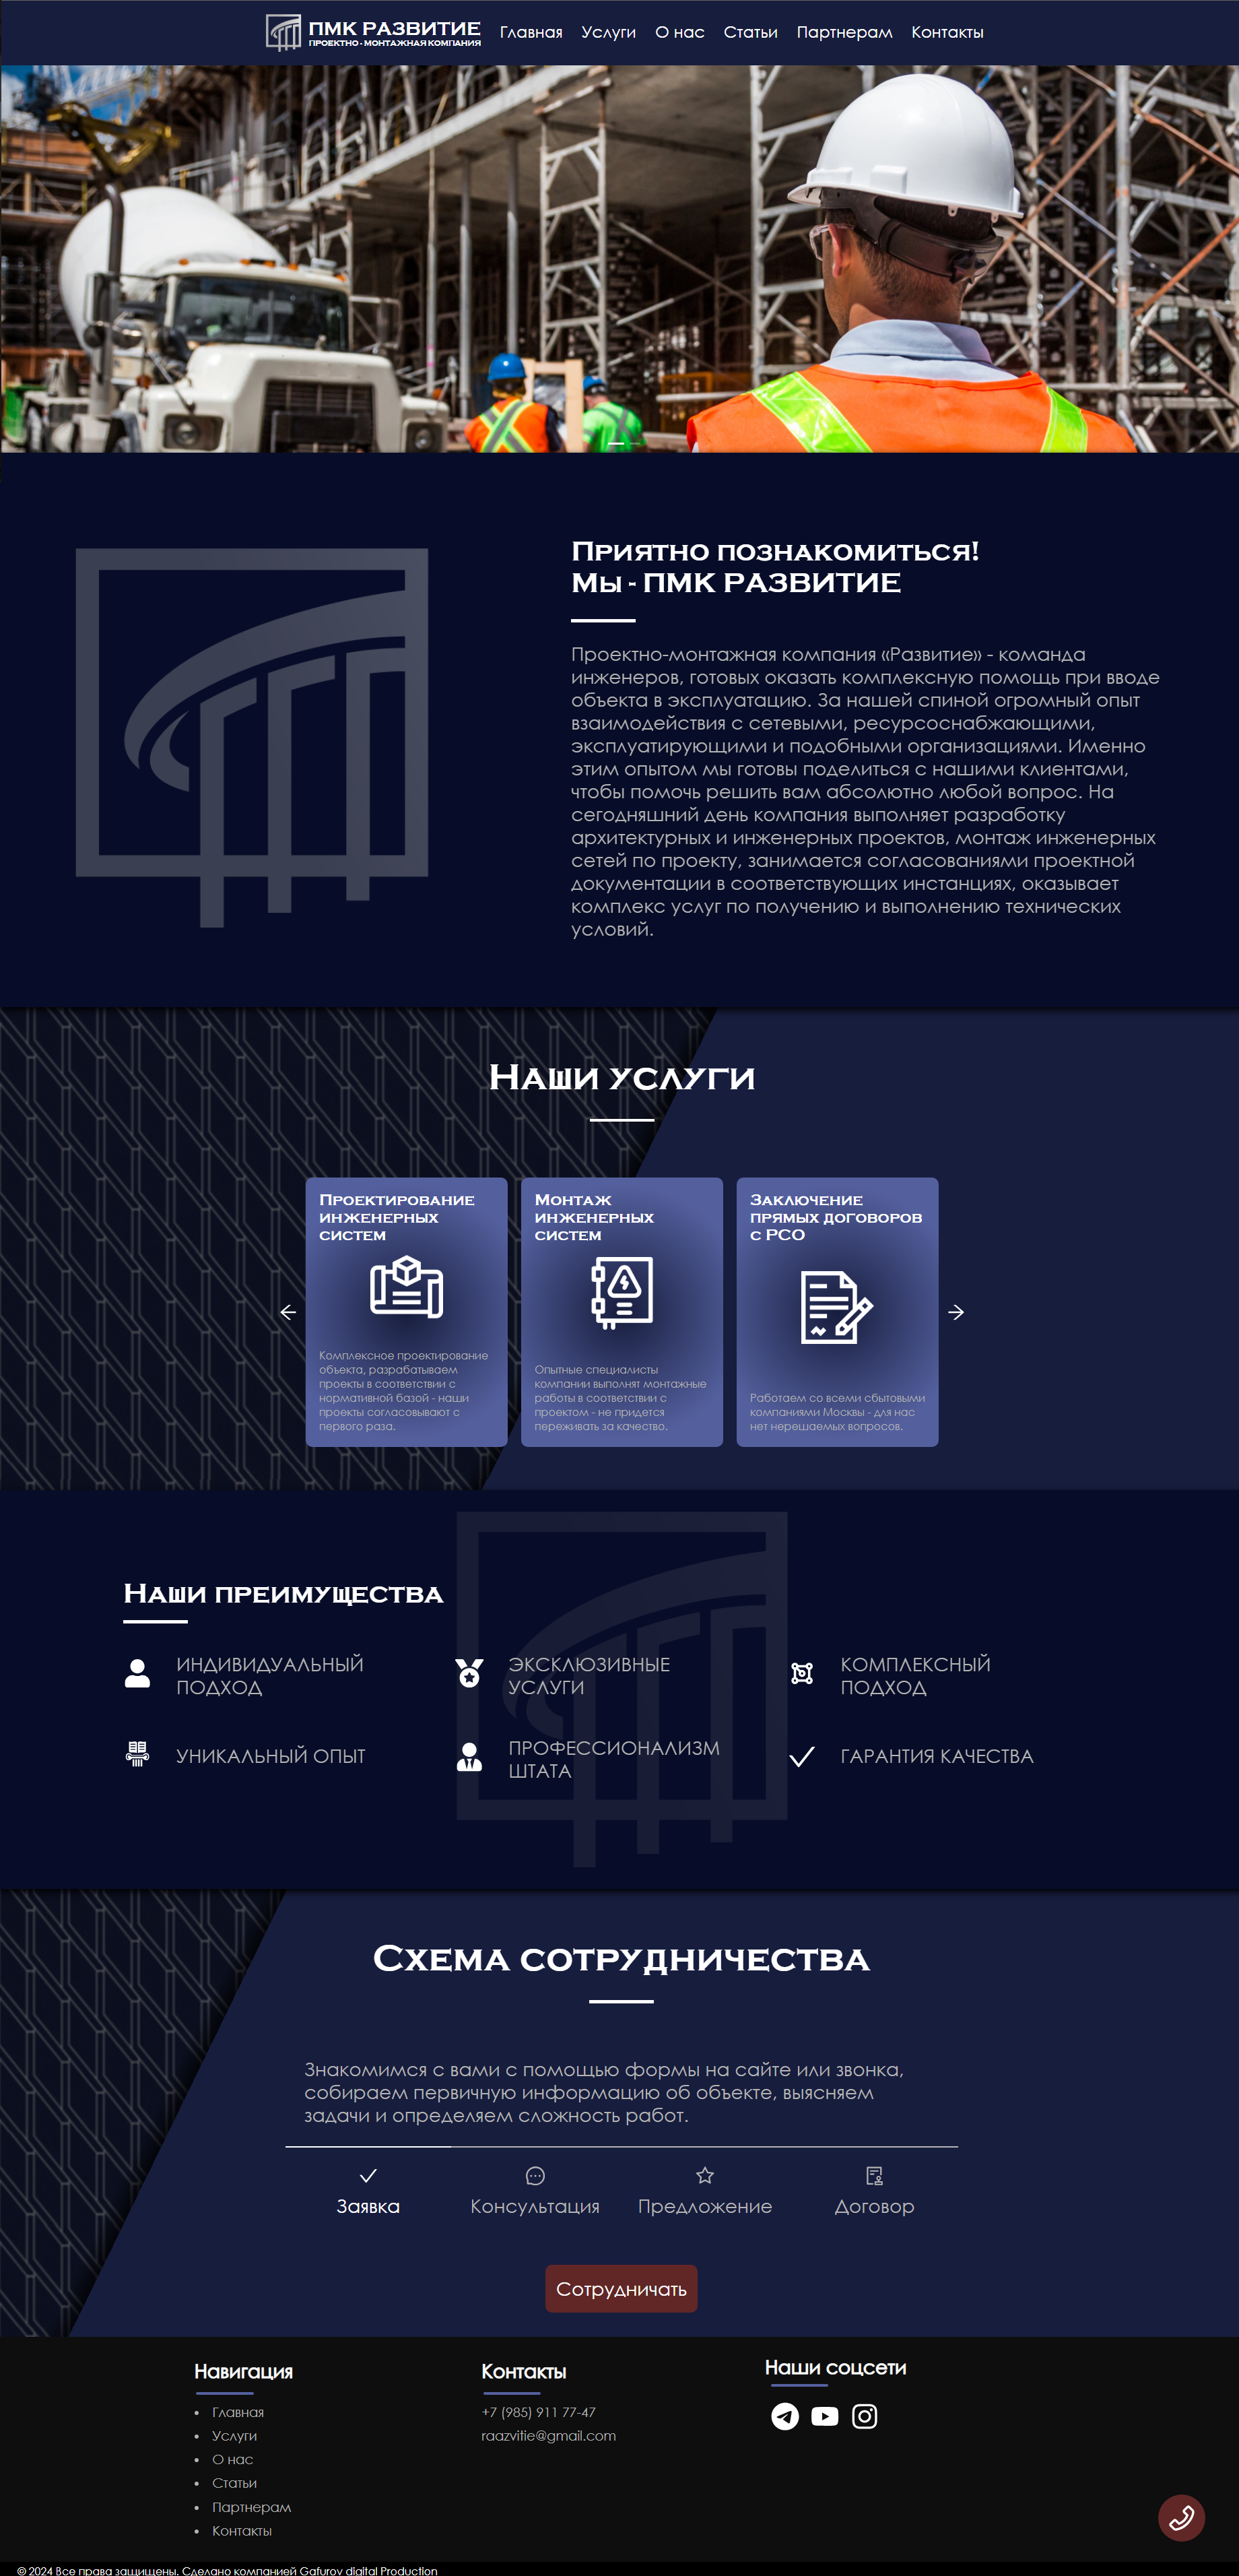 ПМК РАЗВИТИЕ
ПРОЕКТНО - МОНТАЖНАЯ КОМПАНИЯ
Главная Услуги О нас Статьи Партнерам Контакты
Приятно познакомиться!
Мы - ПМК РАЗВИТИЕ
Проектно-монтажная компания «Развитие» - команда
инженеров, готовых оказать комплексную помощь при вводе
объекта в эксплуатацию. За нашей спиной огромный опыт
взаимодействия с сетевыми, ресурсоснабжающими,
эксплуатирующими и подобными организациями. Именно
этим опытом мы готовы поделиться с нашими клиентами,
чтобы помочь решить вам абсолютно любой вопрос. На
сегодняшний день компания выполняет разработку
архитектурных и инженерных проектов, монтаж инженерных
сетей по проекту, занимается согласованиями проектной
документации в соответствующих инстанциях, оказывает
комплекс услуг по получению и выполнению технических
условий.
Наши услуги
Проектирование
инженерных
систем
Комплексное проектирование
объекта, разрабатываем
проекты в соответствии с
нормативной базой - наши
проекты согласовывают с
первого раза.
Монтаж
инженерных
систем
Опытные специалисты
компании выполнят монтажные
работы в соответствии с
проектом - не придется
переживать за качество.
Заключение
прямых договоров
с РСО
Работаем со всеми сбытовыми
компаниями Москвы - для нас
нет нерешаемых вопросов.
Наши преимущества
ИНДИВИДУАЛЬНЫЙ
ПОДХОД
ЭКСКЛЮЗИВНЫЕ
УСЛУГИ
КОМПЛЕКСНЫЙ
ПОДХОД
УНИКАЛЬНЫЙ ОПЫТ
ПРОФЕССИОНАЛИЗМ
ШТАТА
ГАРАНТИЯ КАЧЕСТВА
Схема сотрудничества
Знакомимся с вами с помощью формы на сайте или звонка,
собираем первичную информацию об объекте, выясняем
задачи и определяем сложность работ.
Заявка Консультация Предложение Договор
Сотрудничать
Навигация
Главная
Услуги
О нас
Статьи
Партнерам
Контакты
Контакты
+7 (985) 911 77-47
raazvitie@gmail.com
Наши соцсети
© 2024 Все права защищены. Сделано компанией Gafurov digital Production